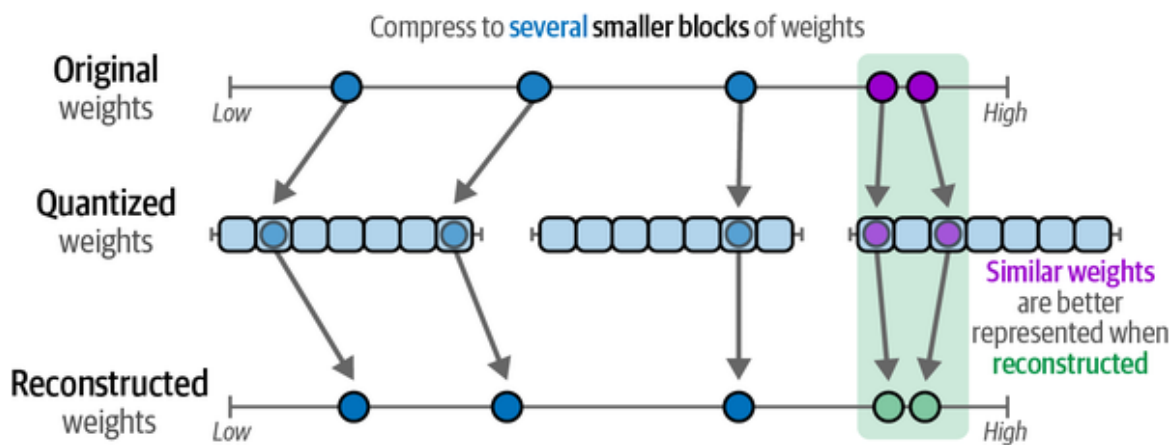 Compress to several smaller blocks of weights
Original
weights
Low
High
Quantized
weights
Similar weights
are better
represented when
reconstructed
Reconstructed
weights
Low
High